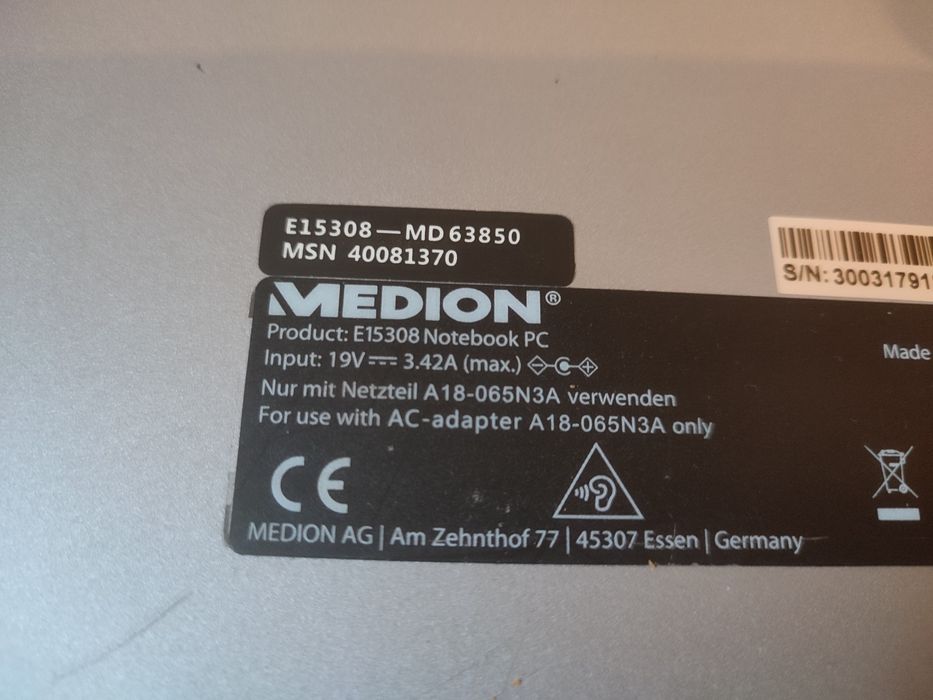 E15308—MD 63850
MSN 40081370
S/N: 30031791
MEDION®
Product: E15308 Notebook PC
Input: 19V⎓ 3.42A (max.)
Made
Nur mit Netzteil A18-065N3A verwenden
For use with AC-adapter A18-065N3A only
CE
MEDION AG | Am Zehnthof 77 | 45307 Essen | Germany